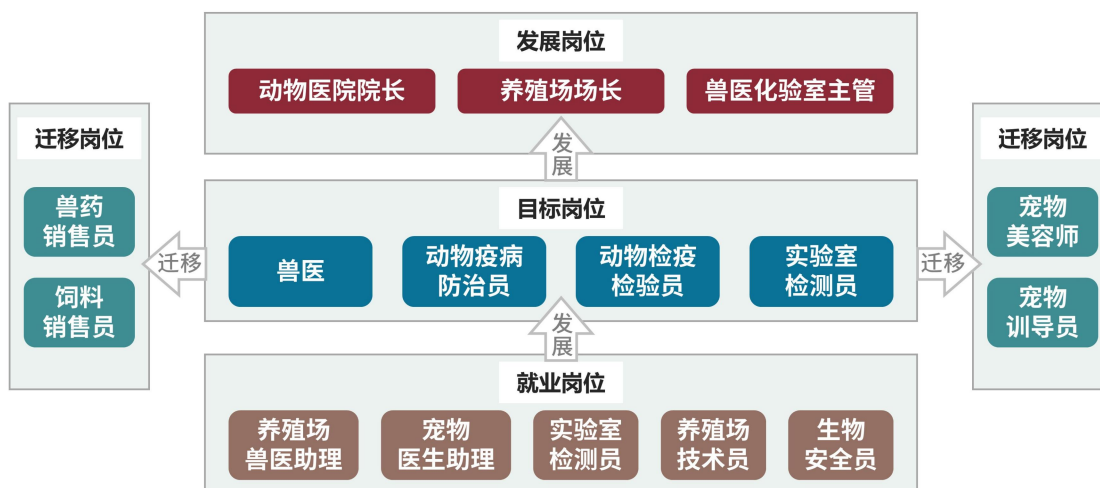 发展岗位
动物医院院长
养殖场场长
兽医化验室主管
发
展
迁移岗位
兽药
销售员
饲料
销售员
迁移
目标岗位
兽医
动物疫病
防治员
动物检疫
检验员
实验室
检测员
迁移
迁移岗位
宠物
美容师
宠物
训导员
发
展
就业岗位
养殖场
兽医助理
宠物
医生助理
实验室
检测员
养殖场
技术员
生物
安全员